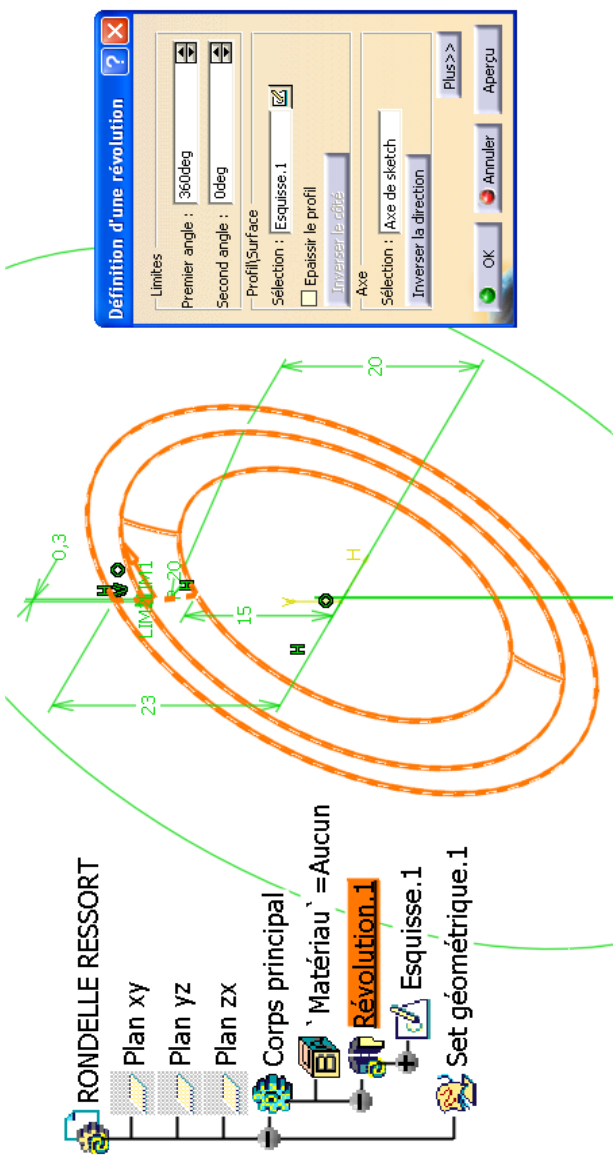 RONDELLE RESSORT
Plan xy
Plan yz
Plan zx
Corps principal
`Matériau`=Aucun
Révolution.1
Esquisse.1
Set géométrique.1
0,3
H
LIM1
20
H
15
23
20
H
H
Définition d'une révolution
Limites
Premier angle : 360deg
Second angle : 0deg
Profil\Surface
Sélection : Esquisse.1
Epaissir le profil
Inverser le côté
Axe
Sélection : Axe de sketch
Inverser la direction
Plus>>
OK
Annuler
Aperçu